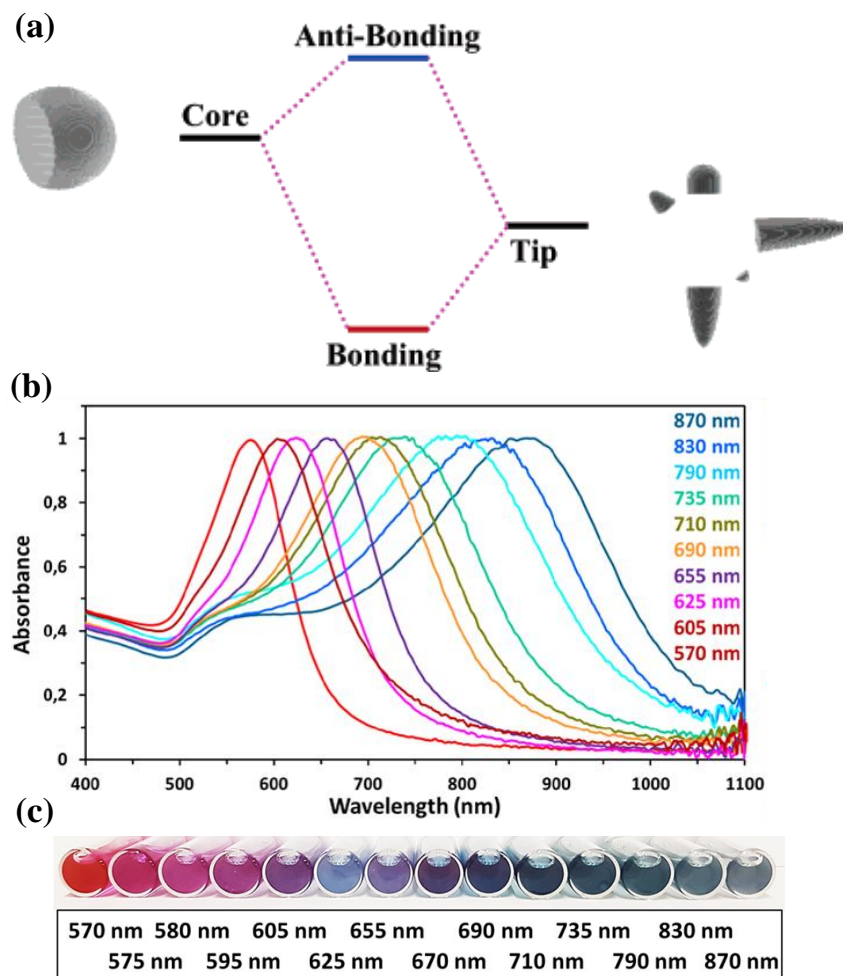 (a)
Anti-Bonding
Core
Tip
Bonding
(b)
Absorbance
1
0,8
0,6
0,4
0,2
0
400 500 600 700 800 900 1000 1100
Wavelength (nm)
870 nm
830 nm
790 nm
735 nm
710 nm
690 nm
655 nm
625 nm
605 nm
570 nm
(c)
570 nm 580 nm 605 nm 655 nm 690 nm 735 nm 830 nm
575 nm 595 nm 625 nm 670 nm 710 nm 790 nm 870 nm